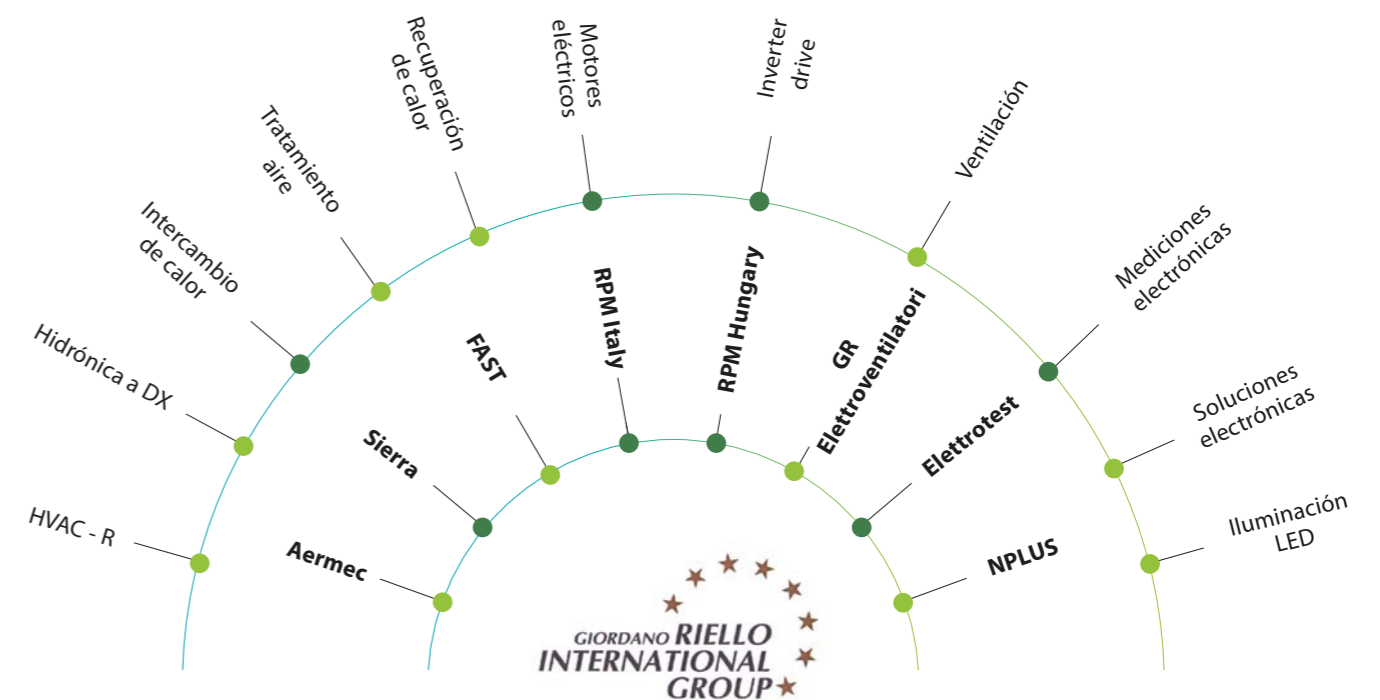 HVAC - R
Hidrónica a DX
Intercambio
de calor
Tratamiento
aire
Recuperación
de calor
Motores
eléctricos
Inverter
drive
Ventilación
Mediciones
electrónicas
Soluciones
electrónicas
Iluminación
LED
Aermec
Sierra
FAST
RPM Italy
RPM Hungary
GR
Elettroventilatori
Elettrotest
NPLUS
GIORDANO RIELLO
INTERNATIONAL
GROUP